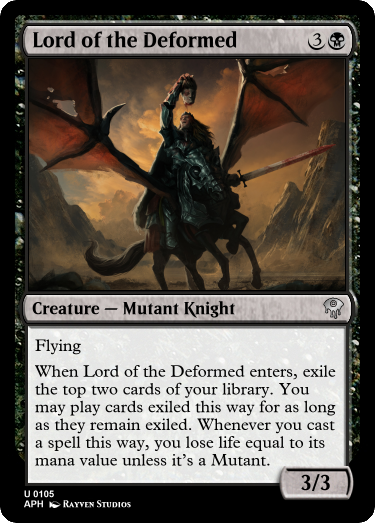 Lord of the Deformed 3
Creature — Mutant Knight
Flying
When Lord of the Deformed enters, exile
the top two cards of your library. You
may play cards exiled this way for as long
as they remain exiled. Whenever you cast
a spell this way, you lose life equal to its
mana value unless it's a Mutant.
3/3
U 0105
APH Rayven Studios